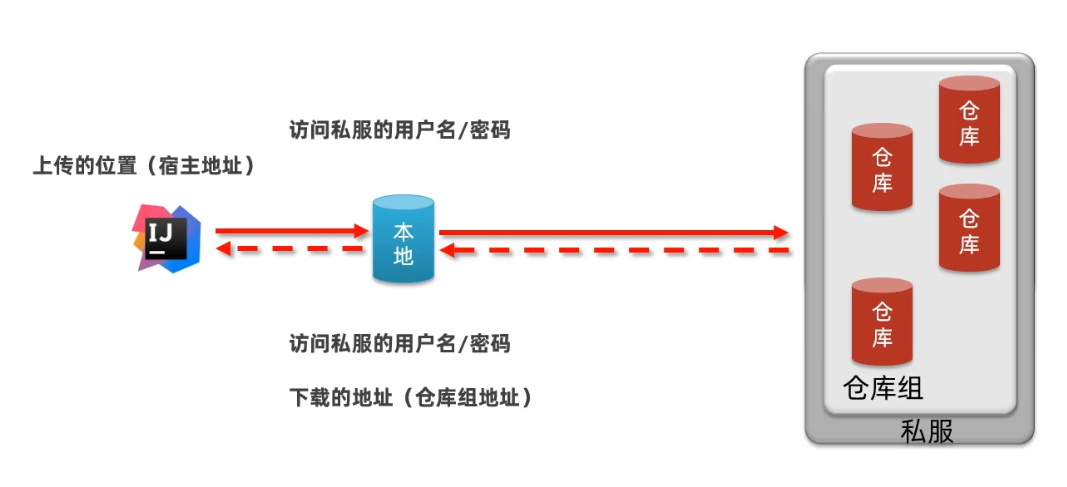 访问私服的用户名/密码
上传的位置（宿主地址）
IJ
本
地
访问私服的用户名/密码
下载的地址（仓库组地址）
仓
库
仓
库
仓
库
仓
库
仓库组
私服